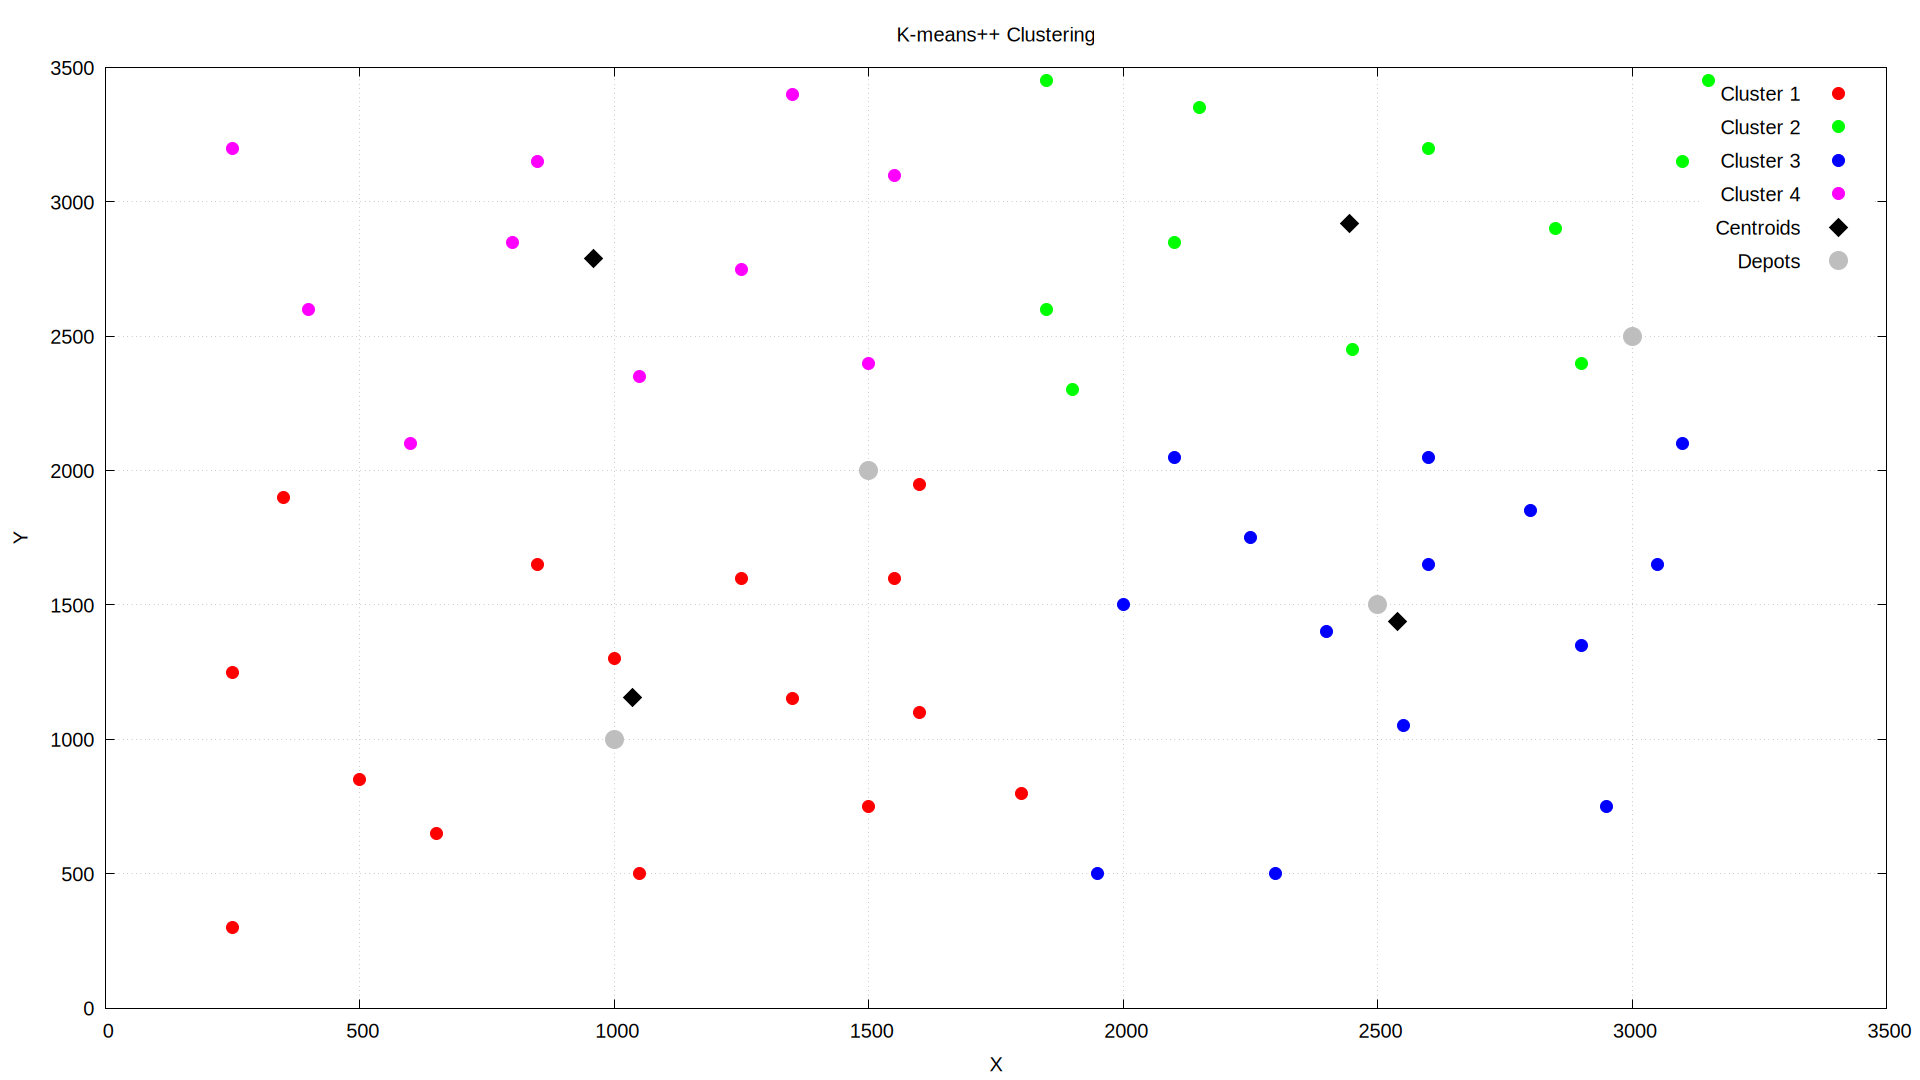 K-means++ Clustering
3500
3000
2500
2000
1500
1000
500
0
Y
Cluster 1
Cluster 2
Cluster 3
Cluster 4
Centroids
Depots
0 500 1000 1500 2000 2500 3000 3500
X